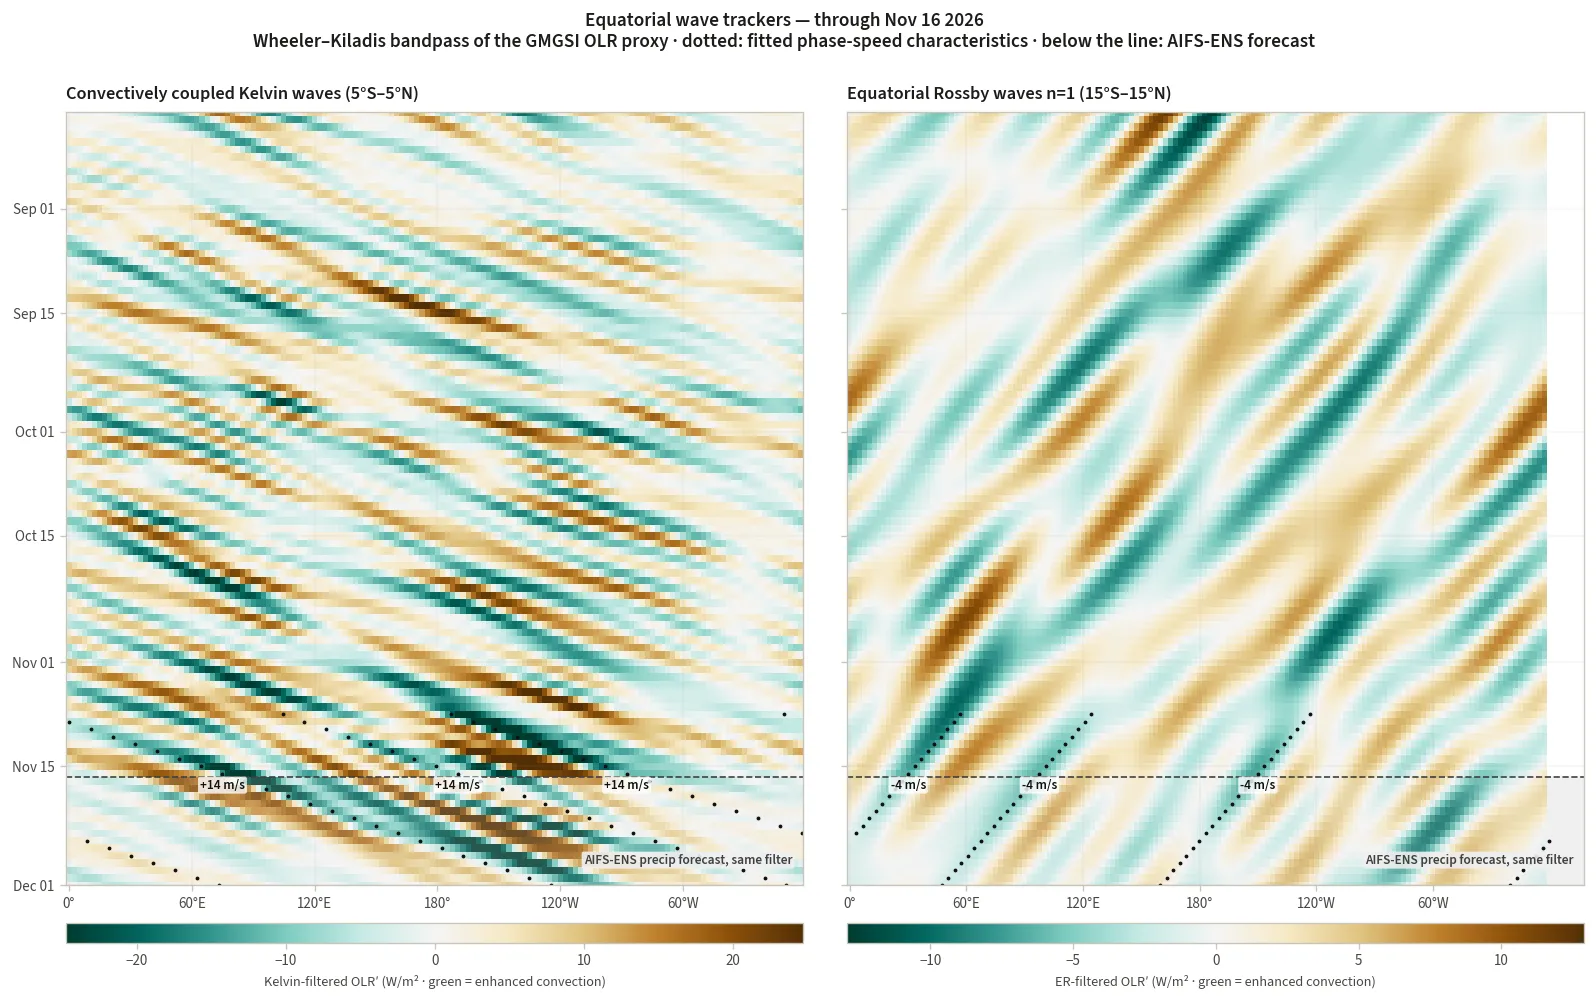 Equatorial wave trackers — through Nov 16 2026
Wheeler–Kiladis bandpass of the GMGSI OLR proxy · dotted: fitted phase-speed characteristics · below the line: AIFS-ENS forecast
Convectively coupled Kelvin waves (5°S–5°N)
Sep 01
Sep 15
Oct 01
Oct 15
Nov 01
Nov 15
Dec 01
+14 m/s
+14 m/s
+14 m/s
AIFS-ENS precip forecast, same filter
0°
60°E
120°E
180°
120°W
60°W
−20
−10
0
10
20
Kelvin-filtered OLR′ (W/m² · green = enhanced convection)
Equatorial Rossby waves n=1 (15°S–15°N)
-4 m/s
-4 m/s
-4 m/s
AIFS-ENS precip forecast, same filter
0°
60°E
120°E
180°
120°W
60°W
−10
−5
0
5
10
ER-filtered OLR′ (W/m² · green = enhanced convection)